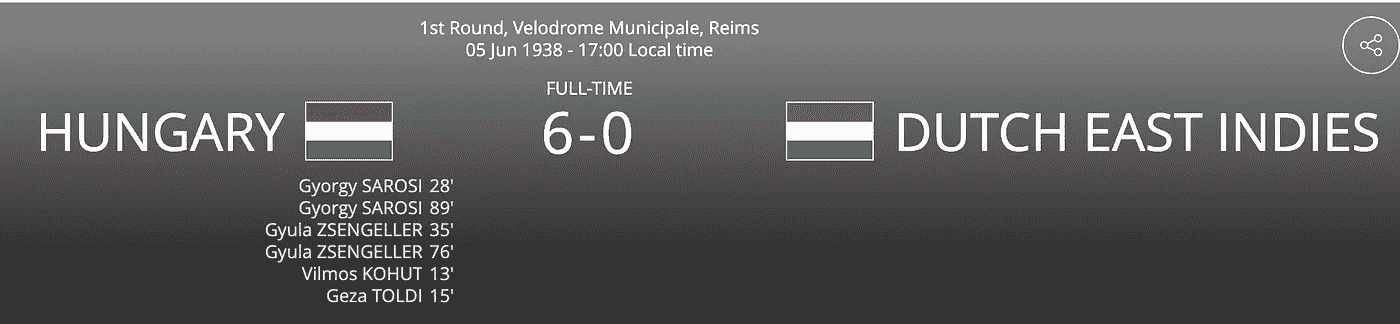 1st Round, Velodrome Municipale, Reims
05 Jun 1938 - 17:00 Local time
FULL-TIME
HUNGARY 6-0 DUTCH EAST INDIES
Gyorgy SAROSI 28'
Gyorgy SAROSI 89'
Gyula ZSENGELLER 35'
Gyula ZSENGELLER 76'
Vilmos KOHUT 13'
Geza TOLDI 15'